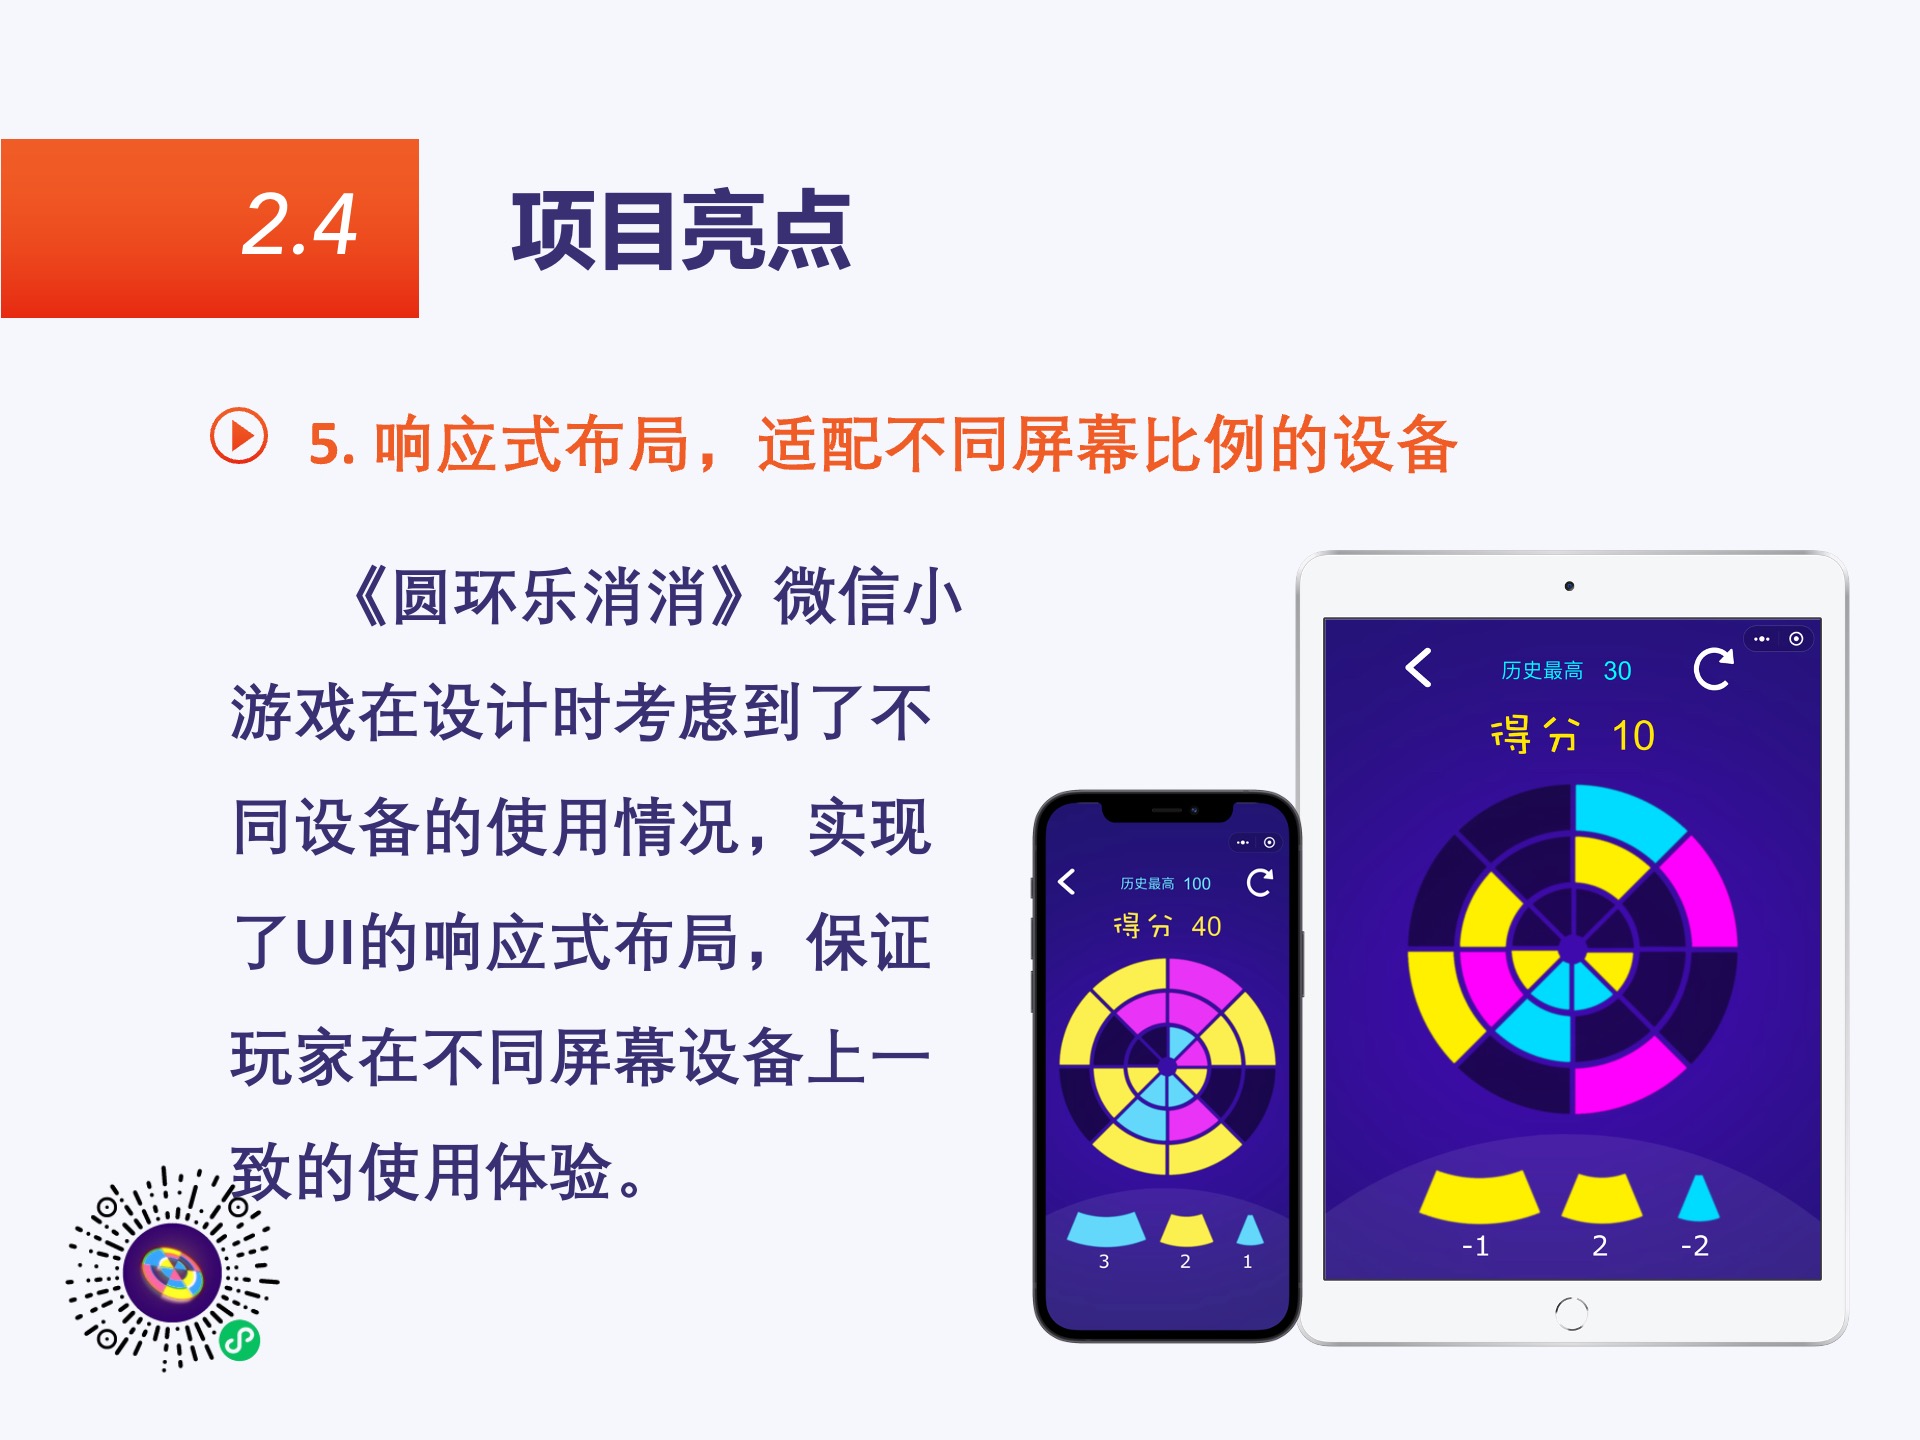 2.4
项目亮点
5. 响应式布局，适配不同屏幕比例的设备
《圆环乐消消》微信小
游戏在设计时考虑到了不
同设备的使用情况，实现
了UI的响应式布局，保证
玩家在不同屏幕设备上一
致的使用体验。
历史最高 100
得分 40
3 2 1
历史最高 30
得分 10
-1 2 -2